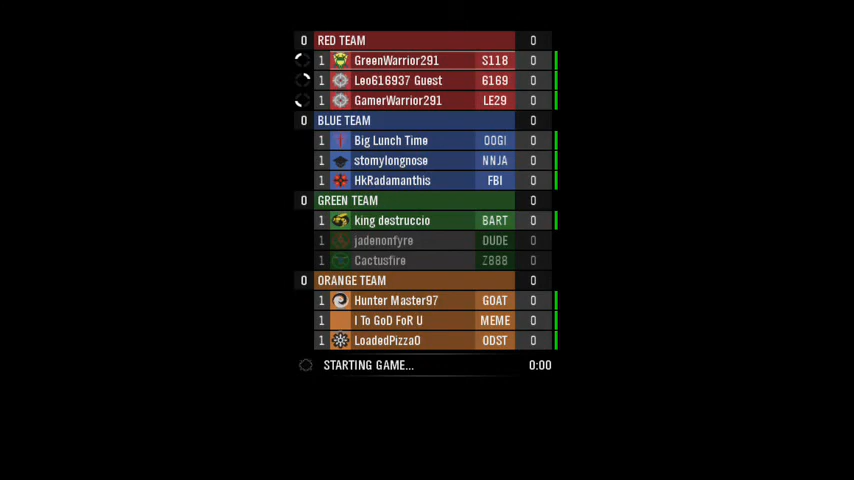 0 RED TEAM 0
1 GreenWarrior291 S118 0
1 Leo616937 Guest 6169 0
1 GamerWarrior291 LE29 0
0 BLUE TEAM 0
1 Big Lunch Time OOGI 0
1 stomylongnose NNJA 0
1 HkRadamanthis FBI 0
0 GREEN TEAM 0
1 king destruccio BART 0
1 jadenonfyre DUDE 0
1 Cactusfire Z888 0
0 ORANGE TEAM 0
1 Hunter Master97 GOAT 0
1 I To GoD FoR U MEME 0
1 LoadedPizza0 ODST 0
STARTING GAME... 0:00